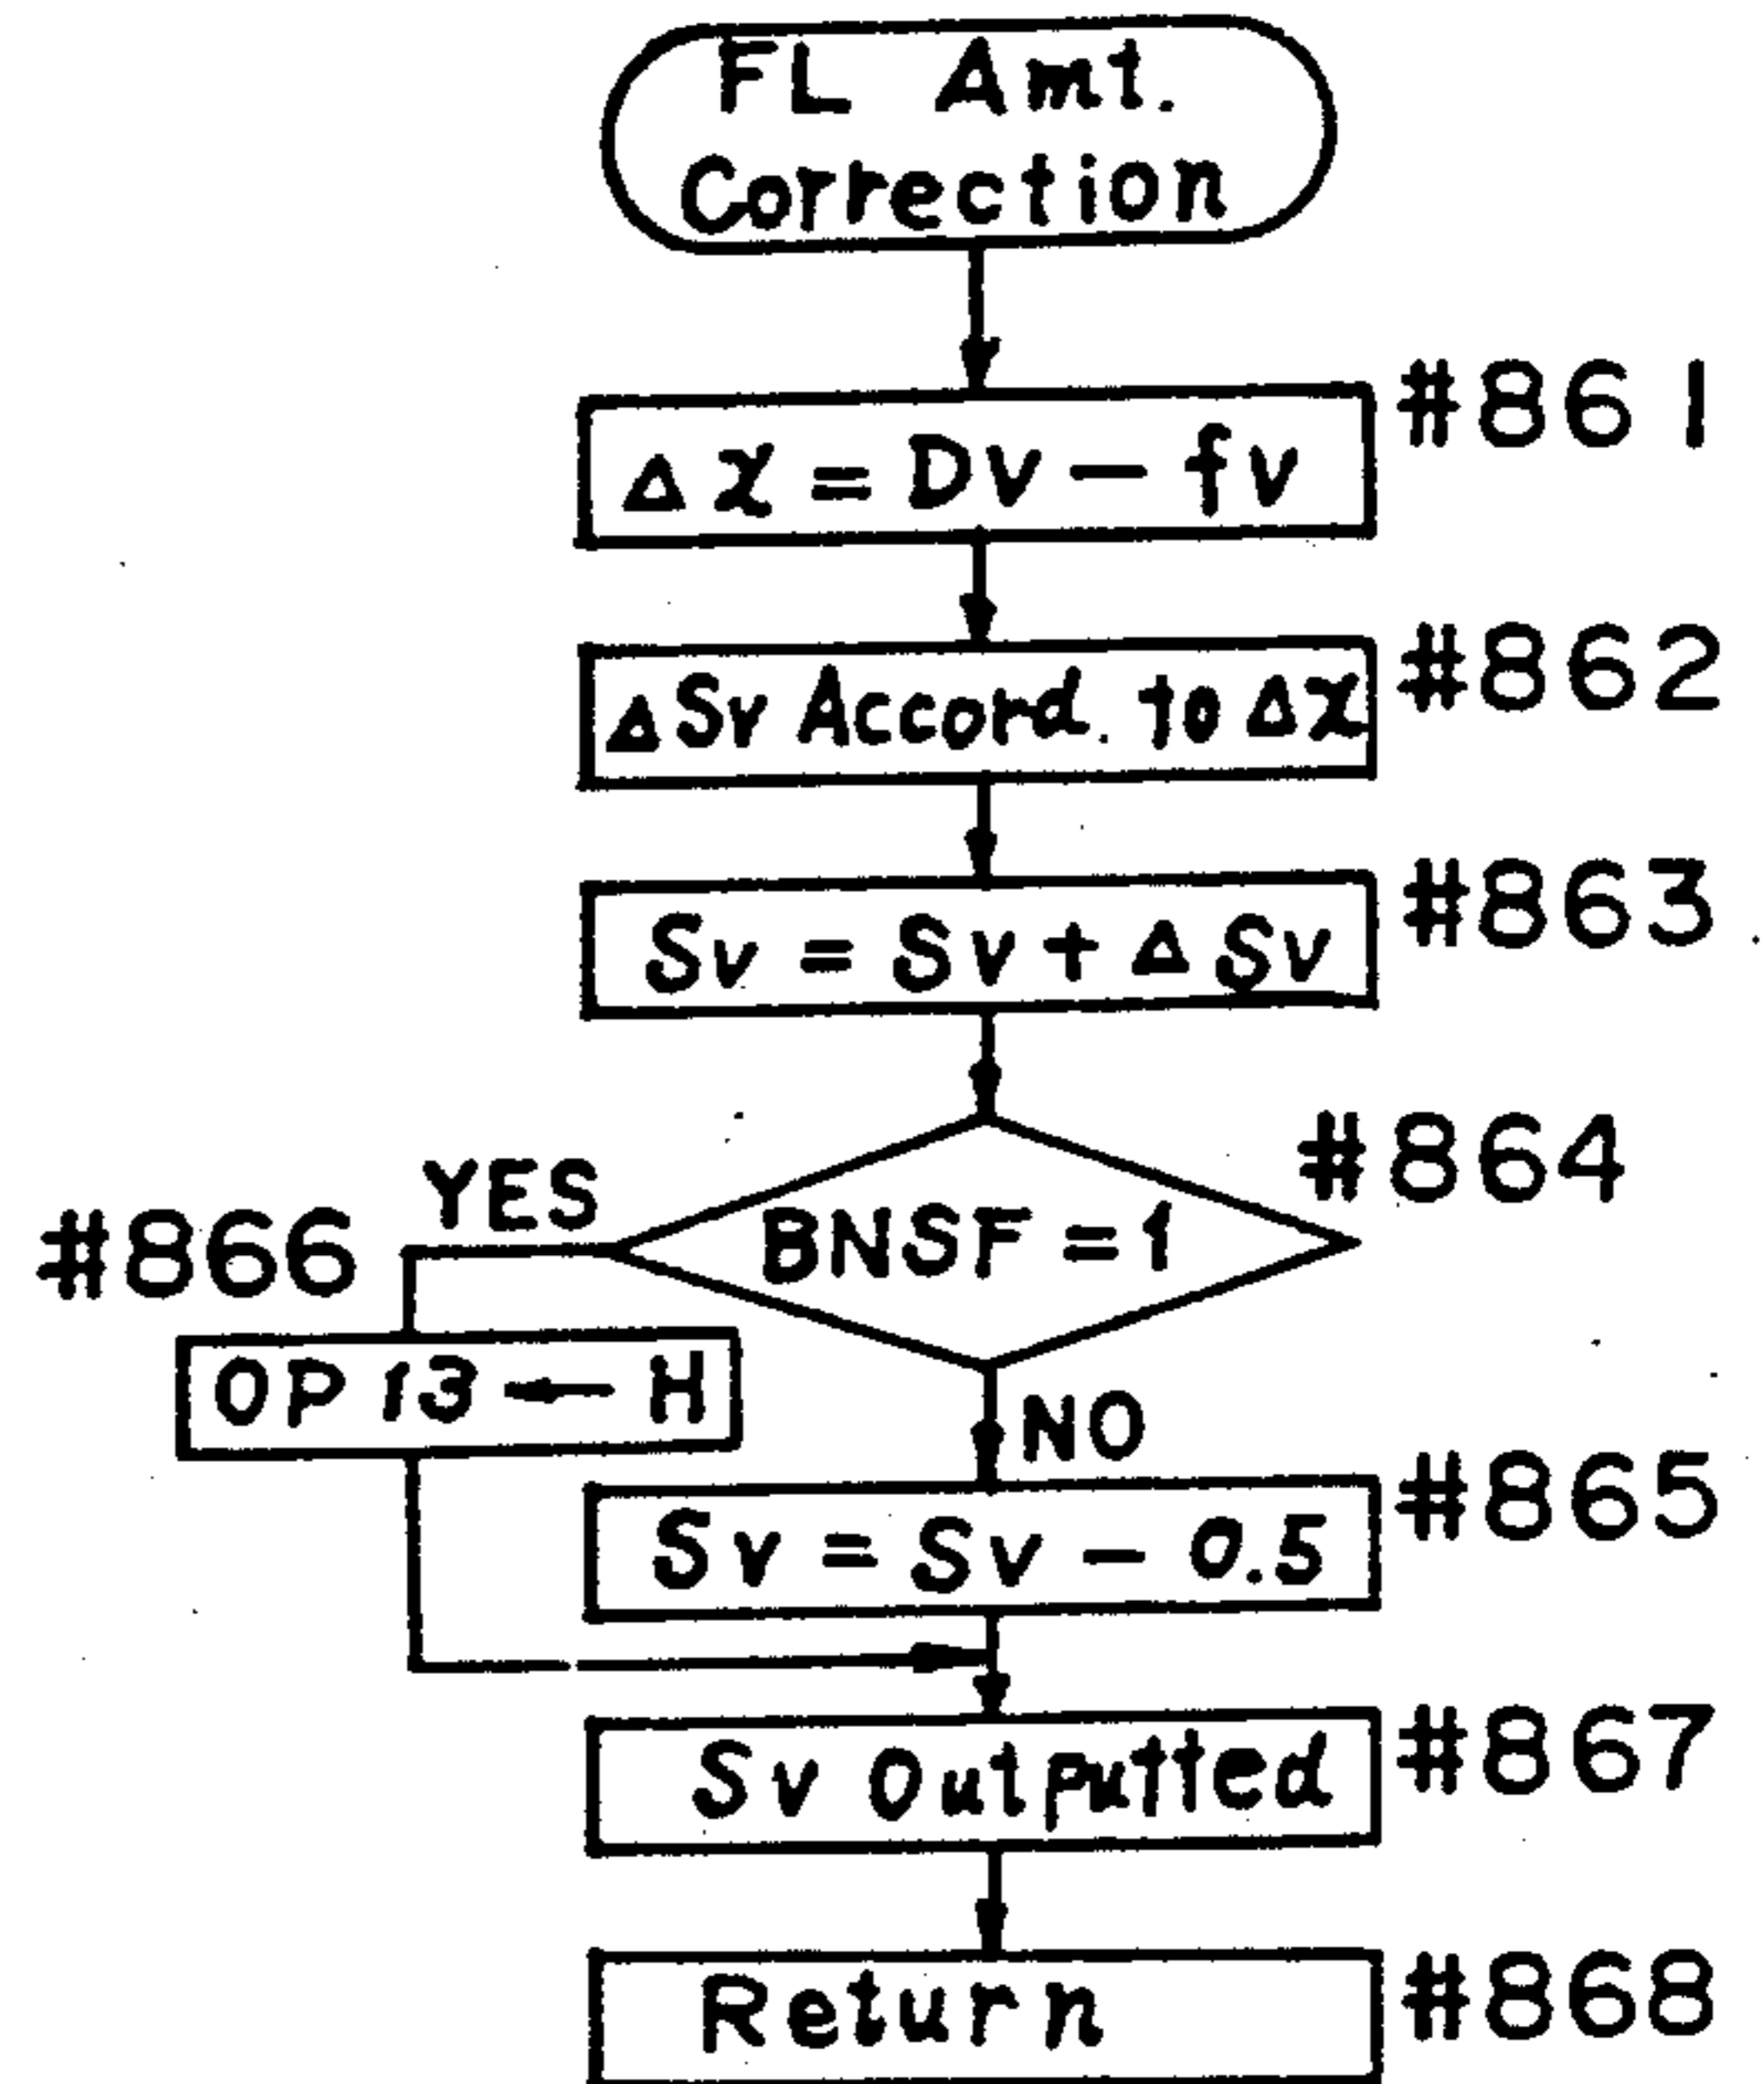 FL Amt.
Correction
#861
Δχ = DV - fv
#862
ΔSv Accord. to Δχ
#863
Sv = Sv + ΔSv
#864
BNSF = 1
YES
#866
OP13 ← H
NO
#865
Sv = Sv - 0.5
#867
Sv Outputted
#868
Return